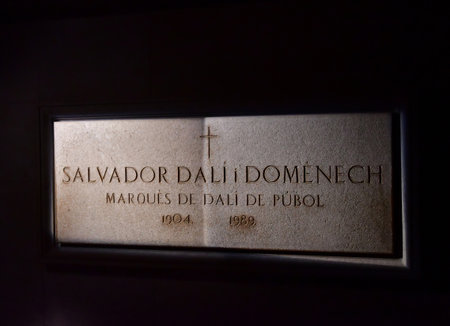 SALVADOR DALÍ i DOMÈNECH
MARQUÈS DE DALÍ DE PÚBOL
1904. 1989.